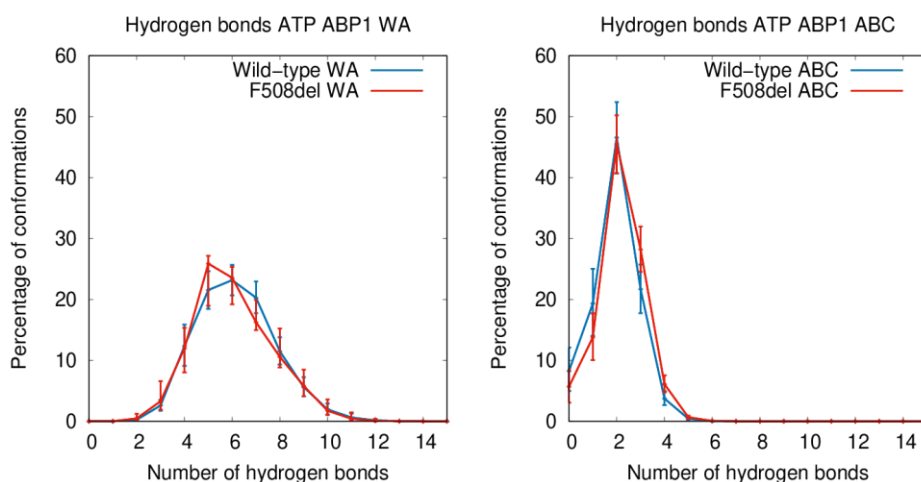 Hydrogen bonds ATP ABP1 WA
60
50
40
30
20
10
0
Percentage of conformations
Wild-type WA
F508del WA
0 2 4 6 8 10 12 14
Number of hydrogen bonds
Hydrogen bonds ATP ABP1 ABC
60
50
40
30
20
10
0
Percentage of conformations
Wild-type ABC
F508del ABC
0 2 4 6 8 10 12 14
Number of hydrogen bonds